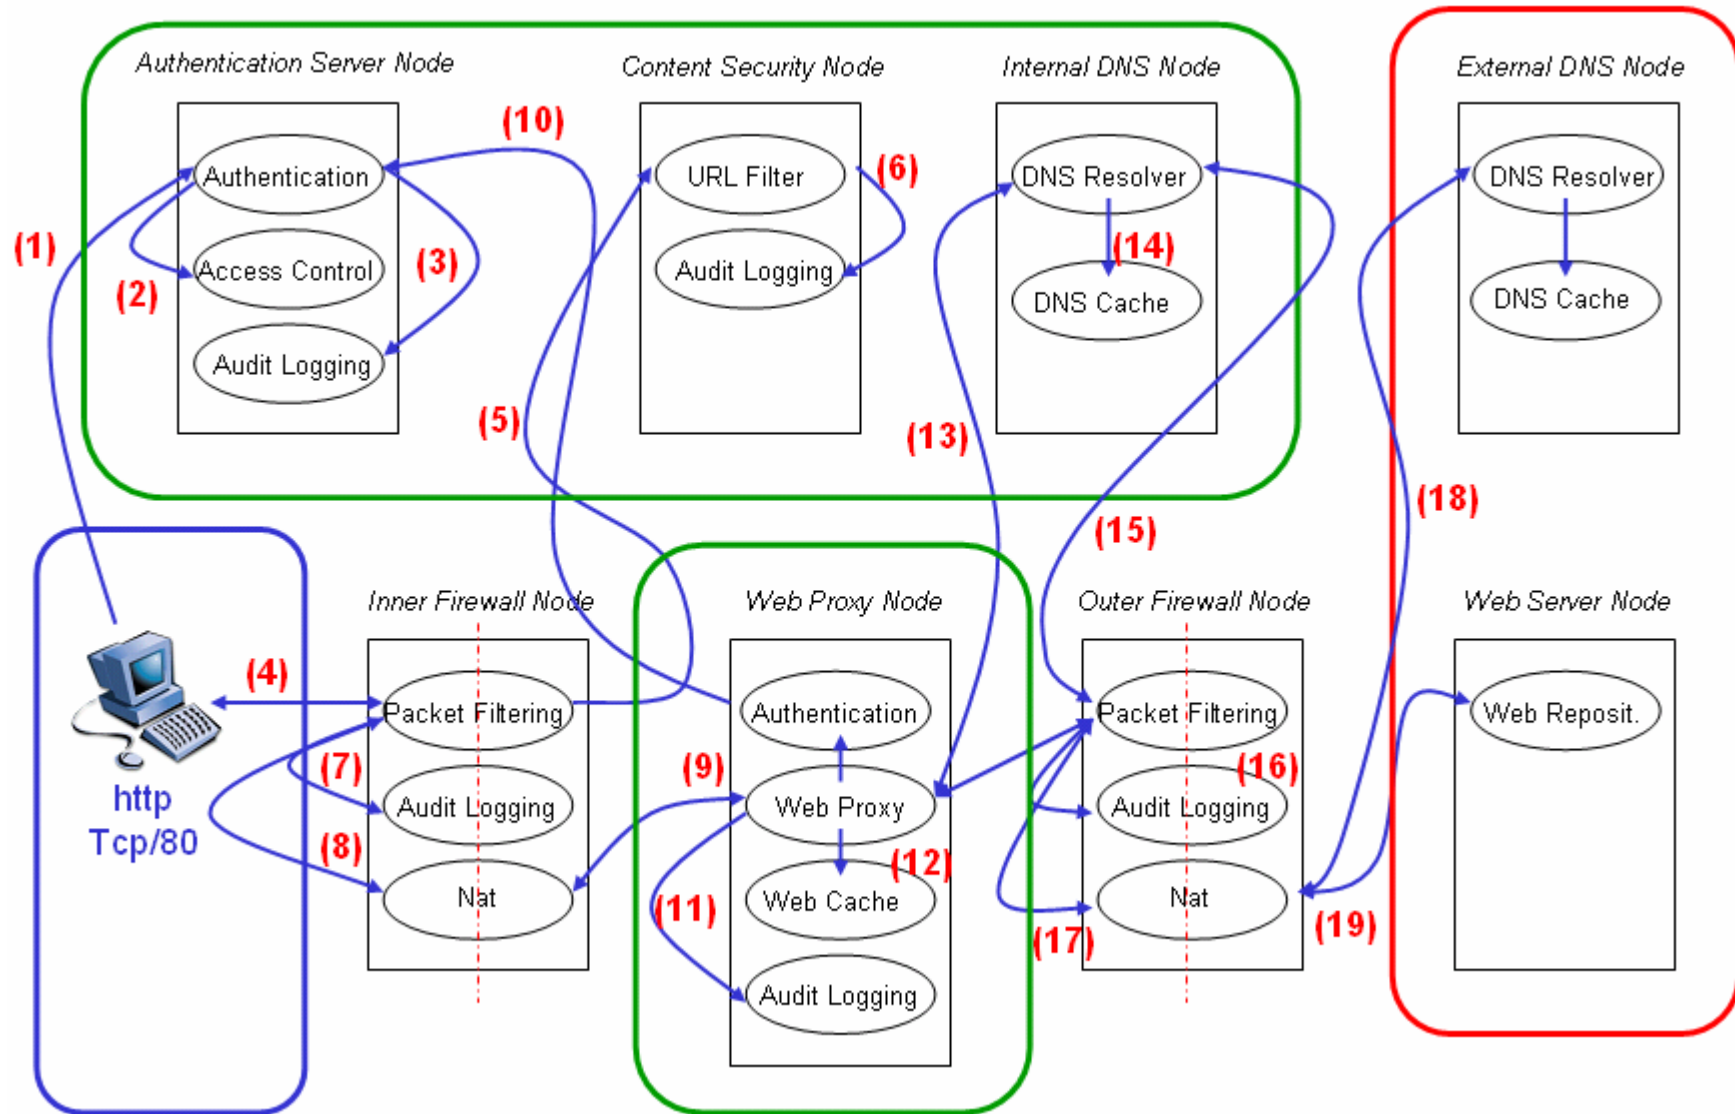 Authentication Server Node
Content Security Node
Internal DNS Node
External DNS Node
(10)
Authentication
URL Filter
(6)
DNS Resolver
DNS Resolver
(1)
(2)
Access Control
(3)
Audit Logging
(14)
DNS Cache
DNS Cache
Audit Logging
(5)
(13)
(15)
(18)
Inner Firewall Node
Web Proxy Node
Outer Firewall Node
Web Server Node
(4)
Packet Filtering
Authentication
Packet Filtering
Web Reposit.
(7)
(9)
(16)
http
Tcp/80
Audit Logging
Web Proxy
Audit Logging
(8)
(12)
Nat
Web Cache
Nat
(11)
(17)
(19)
Audit Logging